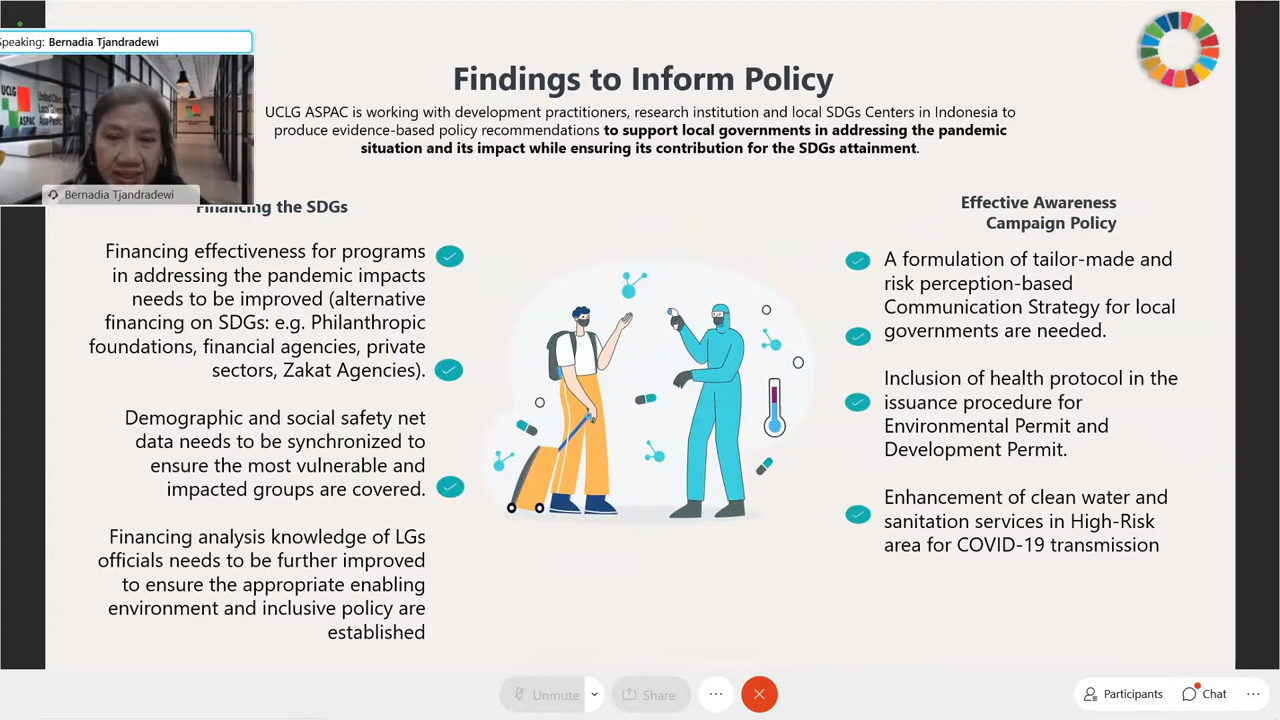 Speaking: Bernadia Tjandradewi
UCLG
ASPAC
United Cities
Local Governments
Asia-Pacific
Bernadia Tjandradewi
Findings to Inform Policy
UCLG ASPAC is working with development practitioners, research institution and local SDGs Centers in Indonesia to
produce evidence-based policy recommendations to support local governments in addressing the pandemic
situation and its impact while ensuring its contribution for the SDGs attainment.
Financing the SDGs
Financing effectiveness for programs
in addressing the pandemic impacts
needs to be improved (alternative
financing on SDGs: e.g. Philanthropic
foundations, financial agencies, private
sectors, Zakat Agencies).
Demographic and social safety net
data needs to be synchronized to
ensure the most vulnerable and
impacted groups are covered.
Financing analysis knowledge of LGs
officials needs to be further improved
to ensure the appropriate enabling
environment and inclusive policy are
established
Effective Awareness
Campaign Policy
A formulation of tailor-made and
risk perception-based
Communication Strategy for local
governments are needed.
Inclusion of health protocol in the
issuance procedure for
Environmental Permit and
Development Permit.
Enhancement of clean water and
sanitation services in High-Risk
area for COVID-19 transmission
Unmute
Share
Participants
Chat